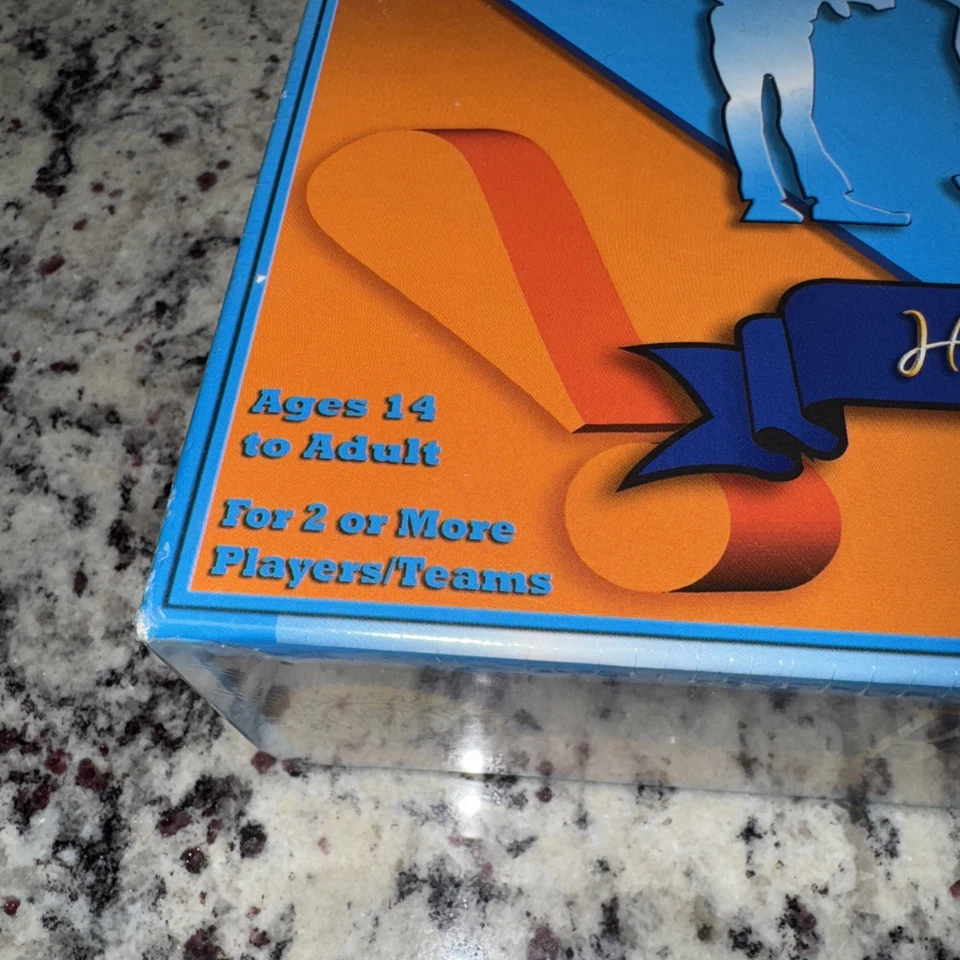 H
Ages 14
to Adult
For 2 or More
Players/Teams